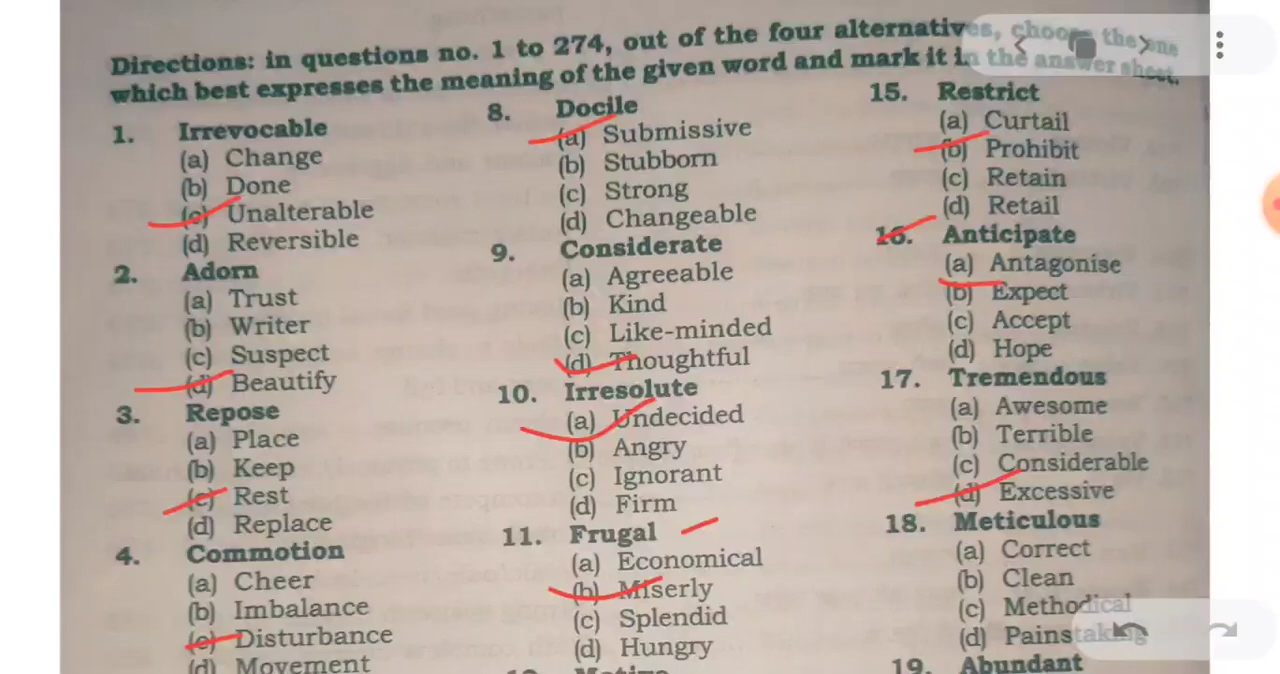 Directions: in questions no. 1 to 274, out of the four alternatives, choose the one
which best expresses the meaning of the given word and mark it in the answer sheet.
1. Irrevocable
(a) Change
(b) Done
(c) Unalterable
(d) Reversible
2. Adorn
(a) Trust
(b) Writer
(c) Suspect
(d) Beautify
3. Repose
(a) Place
(b) Keep
(c) Rest
(d) Replace
4. Commotion
(a) Cheer
(b) Imbalance
(c) Disturbance
(d) Movement
8. Docile
(a) Submissive
(b) Stubborn
(c) Strong
(d) Changeable
9. Considerate
(a) Agreeable
(b) Kind
(c) Like-minded
(d) Thoughtful
10. Irresolute
(a) Undecided
(b) Angry
(c) Ignorant
(d) Firm
11. Frugal
(a) Economical
(b) Miserly
(c) Splendid
(d) Hungry
15. Restrict
(a) Curtail
(b) Prohibit
(c) Retain
(d) Retail
16. Anticipate
(a) Antagonise
(b) Expect
(c) Accept
(d) Hope
17. Tremendous
(a) Awesome
(b) Terrible
(c) Considerable
(d) Excessive
18. Meticulous
(a) Correct
(b) Clean
(c) Methodical
(d) Painstaking
19. Abundant